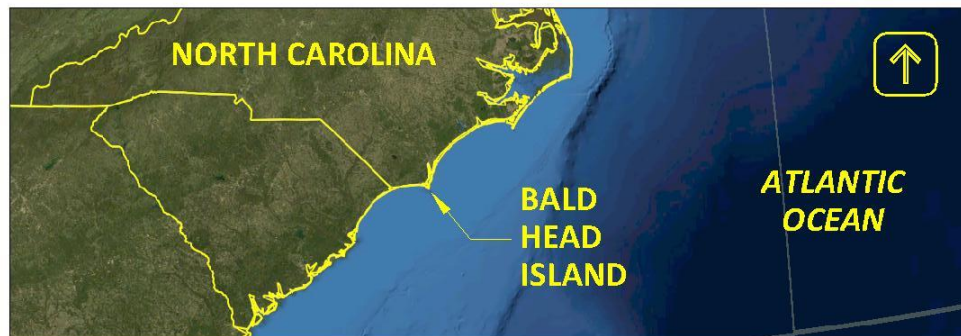 NORTH CAROLINA
BALD
HEAD
ISLAND
ATLANTIC
OCEAN